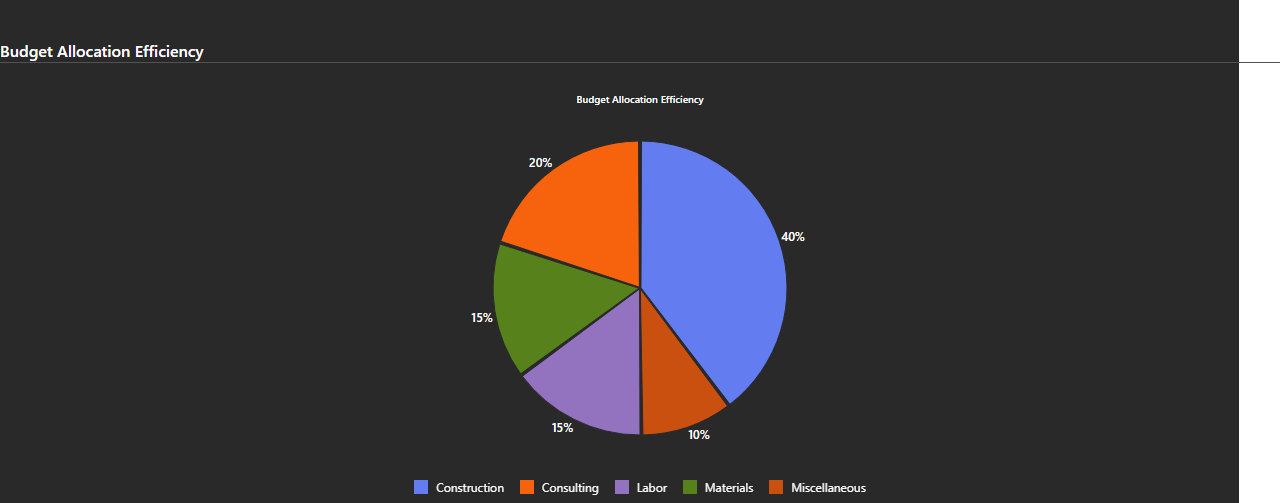 Budget Allocation Efficiency
Budget Allocation Efficiency
20%
40%
15%
15%
10%
Construction Consulting Labor Materials Miscellaneous